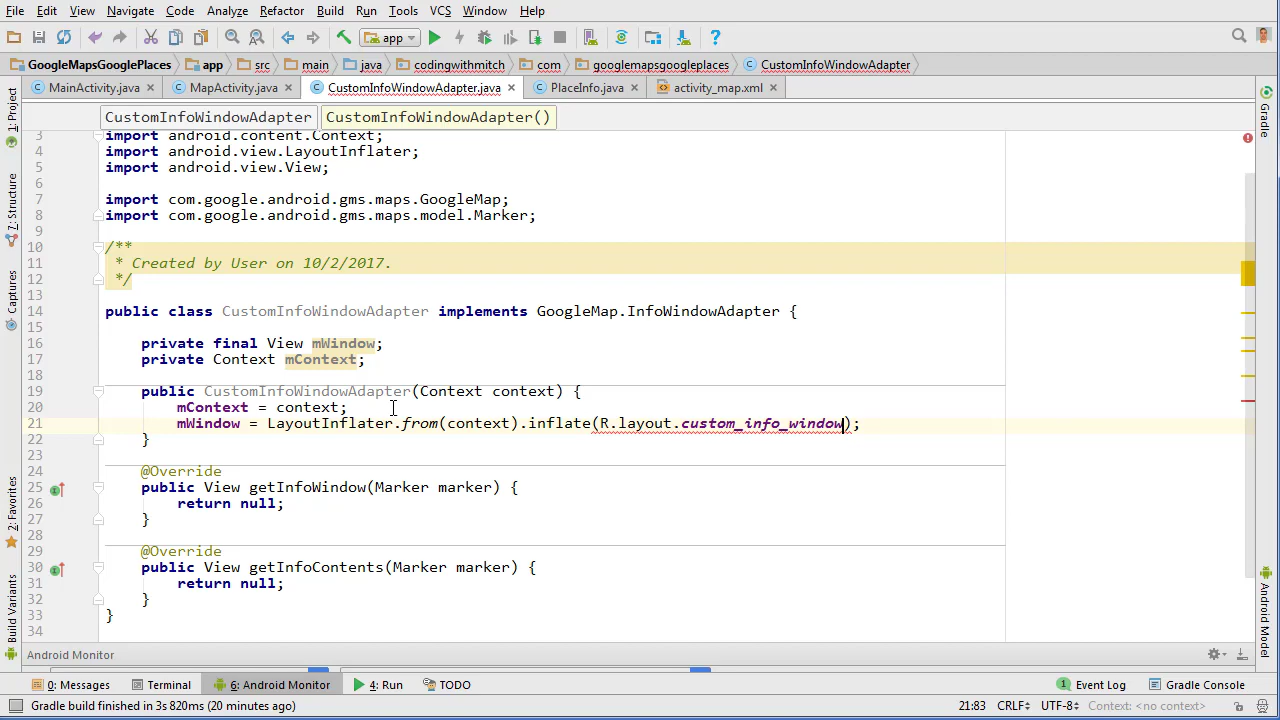 File Edit View Navigate Code Analyze Refactor Build Run Tools VCS Window Help
app
GoogleMapsGooglePlaces app src main java codingwithmitch com googlemapsgoogleplaces CustomInfoWindowAdapter
MainActivity.java MapActivity.java CustomInfoWindowAdapter.java PlaceInfo.java activity_map.xml
CustomInfoWindowAdapter CustomInfoWindowAdapter()
3 import android.content.Context;
4 import android.view.LayoutInflater;
5 import android.view.View;
6
7 import com.google.android.gms.maps.GoogleMap;
8 import com.google.android.gms.maps.model.Marker;
9
10 /**
11 * Created by User on 10/2/2017.
12 */
13
14 public class CustomInfoWindowAdapter implements GoogleMap.InfoWindowAdapter {
15
16 private final View mWindow;
17 private Context mContext;
18
19 public CustomInfoWindowAdapter(Context context) {
20 mContext = context;
21 mWindow = LayoutInflater.from(context).inflate(R.layout.custom_info_window);
22 }
23
24 @Override
25 public View getInfoWindow(Marker marker) {
26 return null;
27 }
28
29 @Override
30 public View getInfoContents(Marker marker) {
31 return null;
32 }
33 }
34
1: Project
7: Structure
Captures
2: Favorites
Build Variants
Gradle
Android Model
Android Monitor
0: Messages Terminal 6: Android Monitor 4: Run TODO 1 Event Log Gradle Console
Gradle build finished in 3s 820ms (20 minutes ago) 21:83 CRLF UTF-8 Context: <no context>